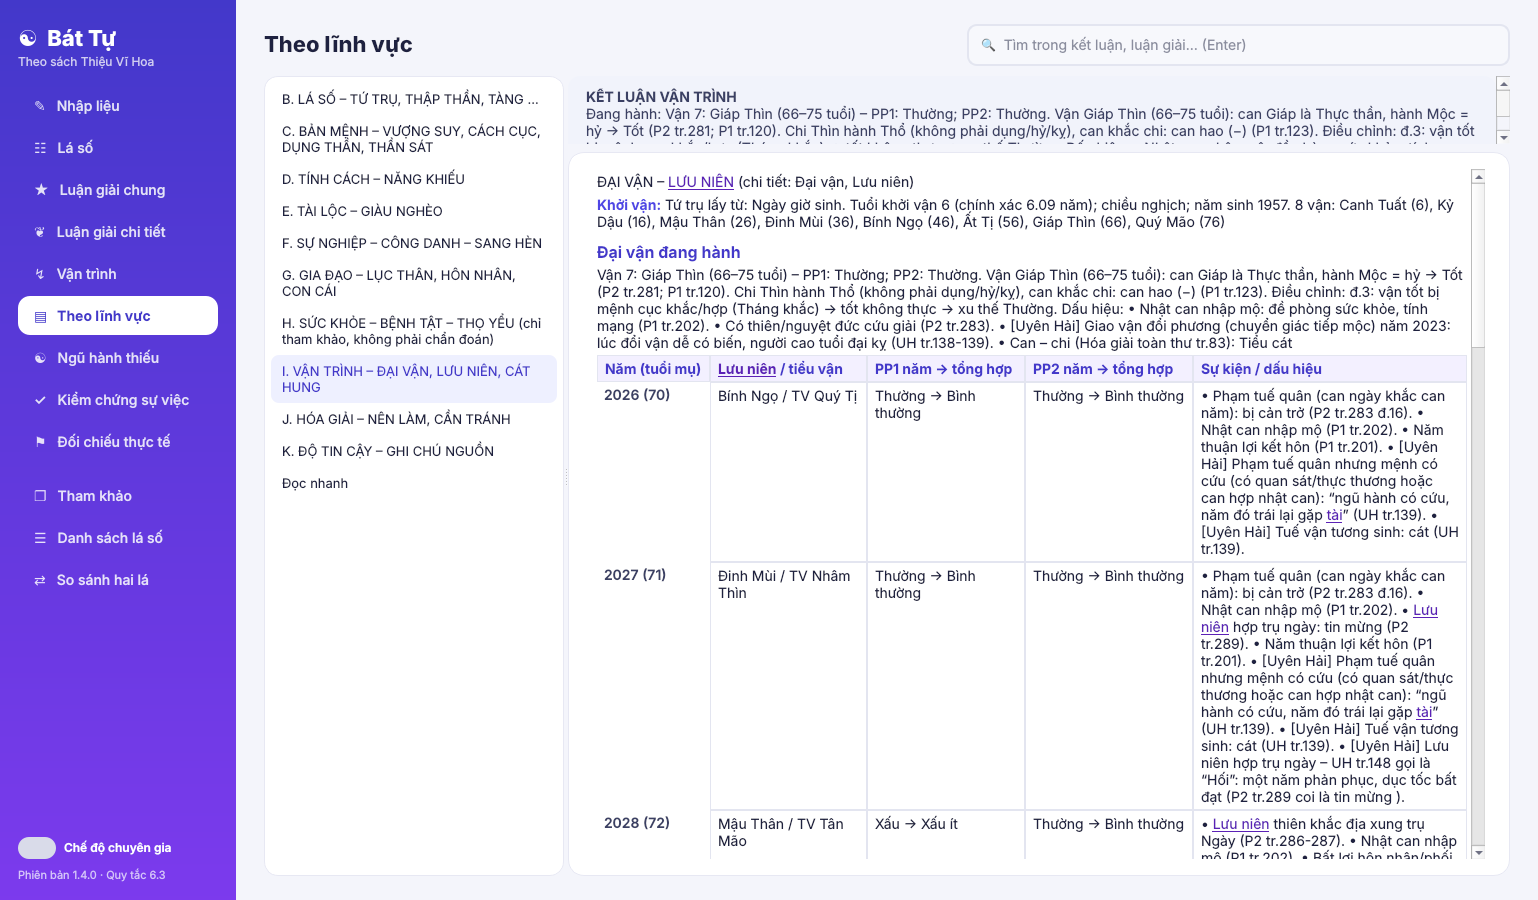 ☯ Bát Tự
Theo sách Thiệu Vĩ Hoa
Nhập liệu
Lá số
Luận giải chung
Luận giải chi tiết
Vận trình
Theo lĩnh vực
Ngũ hành thiếu
Kiểm chứng sự việc
Đối chiếu thực tế
Tham khảo
Danh sách lá số
So sánh hai lá
Chế độ chuyên gia
Phiên bản 1.4.0 · Quy tắc 6.3
Theo lĩnh vực
Tìm trong kết luận, luận giải... (Enter)
B. LÁ SỐ – TỨ TRỤ, THẬP THẦN, TÀNG ...
C. BẢN MỆNH – VƯỢNG SUY, CÁCH CỤC,
DỤNG THẦN, THẦN SÁT
D. TÍNH CÁCH – NĂNG KHIẾU
E. TÀI LỘC – GIÀU NGHÈO
F. SỰ NGHIỆP – CÔNG DANH – SANG HÈN
G. GIA ĐẠO – LỤC THÂN, HÔN NHÂN,
CON CÁI
H. SỨC KHỎE – BỆNH TẬT – THỌ YỂU (chỉ
tham khảo, không phải chẩn đoán)
I. VẬN TRÌNH – ĐẠI VẬN, LƯU NIÊN, CÁT
HUNG
J. HÓA GIẢI – NÊN LÀM, CẦN TRÁNH
K. ĐỘ TIN CẬY – GHI CHÚ NGUỒN
Đọc nhanh
KẾT LUẬN VẬN TRÌNH
Đang hành: Vận 7: Giáp Thìn (66–75 tuổi) – PP1: Thường; PP2: Thường. Vận Giáp Thìn (66–75 tuổi): can Giáp là Thực thần, hành Mộc =
hỷ → Tốt (P2 tr.281; P1 tr.120). Chi Thìn hành Thổ (không phải dụng/hỷ/kỵ), can khắc chi: can hao (−) (P1 tr.123). Điều chỉnh: đ.3: vận tốt
ĐẠI VẬN – LƯU NIÊN (chi tiết: Đại vận, Lưu niên)
Khởi vận: Tứ trụ lấy từ: Ngày giờ sinh. Tuổi khởi vận 6 (chính xác 6.09 năm); chiều nghịch; năm sinh 1957. 8 vận: Canh Tuất (6), Kỷ
Dậu (16), Mậu Thân (26), Đinh Mùi (36), Bính Ngọ (46), Ất Tị (56), Giáp Thìn (66), Quý Mão (76)
Đại vận đang hành
Vận 7: Giáp Thìn (66–75 tuổi) – PP1: Thường; PP2: Thường. Vận Giáp Thìn (66–75 tuổi): can Giáp là Thực thần, hành Mộc = hỷ → Tốt
(P2 tr.281; P1 tr.120). Chi Thìn hành Thổ (không phải dụng/hỷ/kỵ), can khắc chi: can hao (−) (P1 tr.123). Điều chỉnh: đ.3: vận tốt bị
mệnh cục khắc/hợp (Tháng khắc) → tốt không thực → xu thế Thường. Dấu hiệu: • Nhật can nhập mộ: đề phòng sức khỏe, tính
mạng (P1 tr.202). • Có thiên/nguyệt đức cứu giải (P2 tr.283). • [Uyên Hải] Giao vận đổi phương (chuyển giác tiếp mộc) năm 2023:
lúc đổi vận dễ có biến, người cao tuổi đại kỵ (UH tr.138-139). • Can – chi (Hóa giải toàn thư tr.83): Tiểu cát
Năm (tuổi mụ)
Lưu niên / tiểu vận
PP1 năm → tổng hợp
PP2 năm → tổng hợp
Sự kiện / dấu hiệu
2026 (70)
Bính Ngọ / TV Quý Tị
Thường → Bình
thường
Thường → Bình thường
• Phạm tuế quân (can ngày khắc can
năm): bị cản trở (P2 tr.283 đ.16). •
Nhật can nhập mộ (P1 tr.202). • Năm
thuận lợi kết hôn (P1 tr.201). • [Uyên
Hải] Phạm tuế quân nhưng mệnh có
cứu (có quan sát/thực thương hoặc
can hợp nhật can): “ngũ hành có cứu,
năm đó trái lại gặp tài” (UH tr.139). •
[Uyên Hải] Tuế vận tương sinh: cát (UH
tr.139).
2027 (71)
Đinh Mùi / TV Nhâm
Thìn
Thường → Bình
thường
Thường → Bình thường
• Phạm tuế quân (can ngày khắc can
năm): bị cản trở (P2 tr.283 đ.16). •
Nhật can nhập mộ (P1 tr.202). • Lưu
niên hợp trụ ngày: tin mừng (P2
tr.289). • Năm thuận lợi kết hôn (P1
tr.201). • [Uyên Hải] Phạm tuế quân
nhưng mệnh có cứu (có quan sát/thực
thương hoặc can hợp nhật can): “ngũ
hành có cứu, năm đó trái lại gặp tài”
(UH tr.139). • [Uyên Hải] Tuế vận tương
sinh: cát (UH tr.139). • [Uyên Hải] Lưu
niên hợp trụ ngày – UH tr.148 gọi là
“Hối”: một năm phản phục, dục tốc bất
đạt (P2 tr.289 coi là tin mừng ).
2028 (72)
Mậu Thân / TV Tân
Mão
Xấu → Xấu ít
Thường → Bình thường
• Lưu niên thiên khắc địa xung trụ
Ngày (P2 tr.286-287). • Nhật can nhập
mộ (P1 tr.202). • Bất lợi hôn nhân/phối